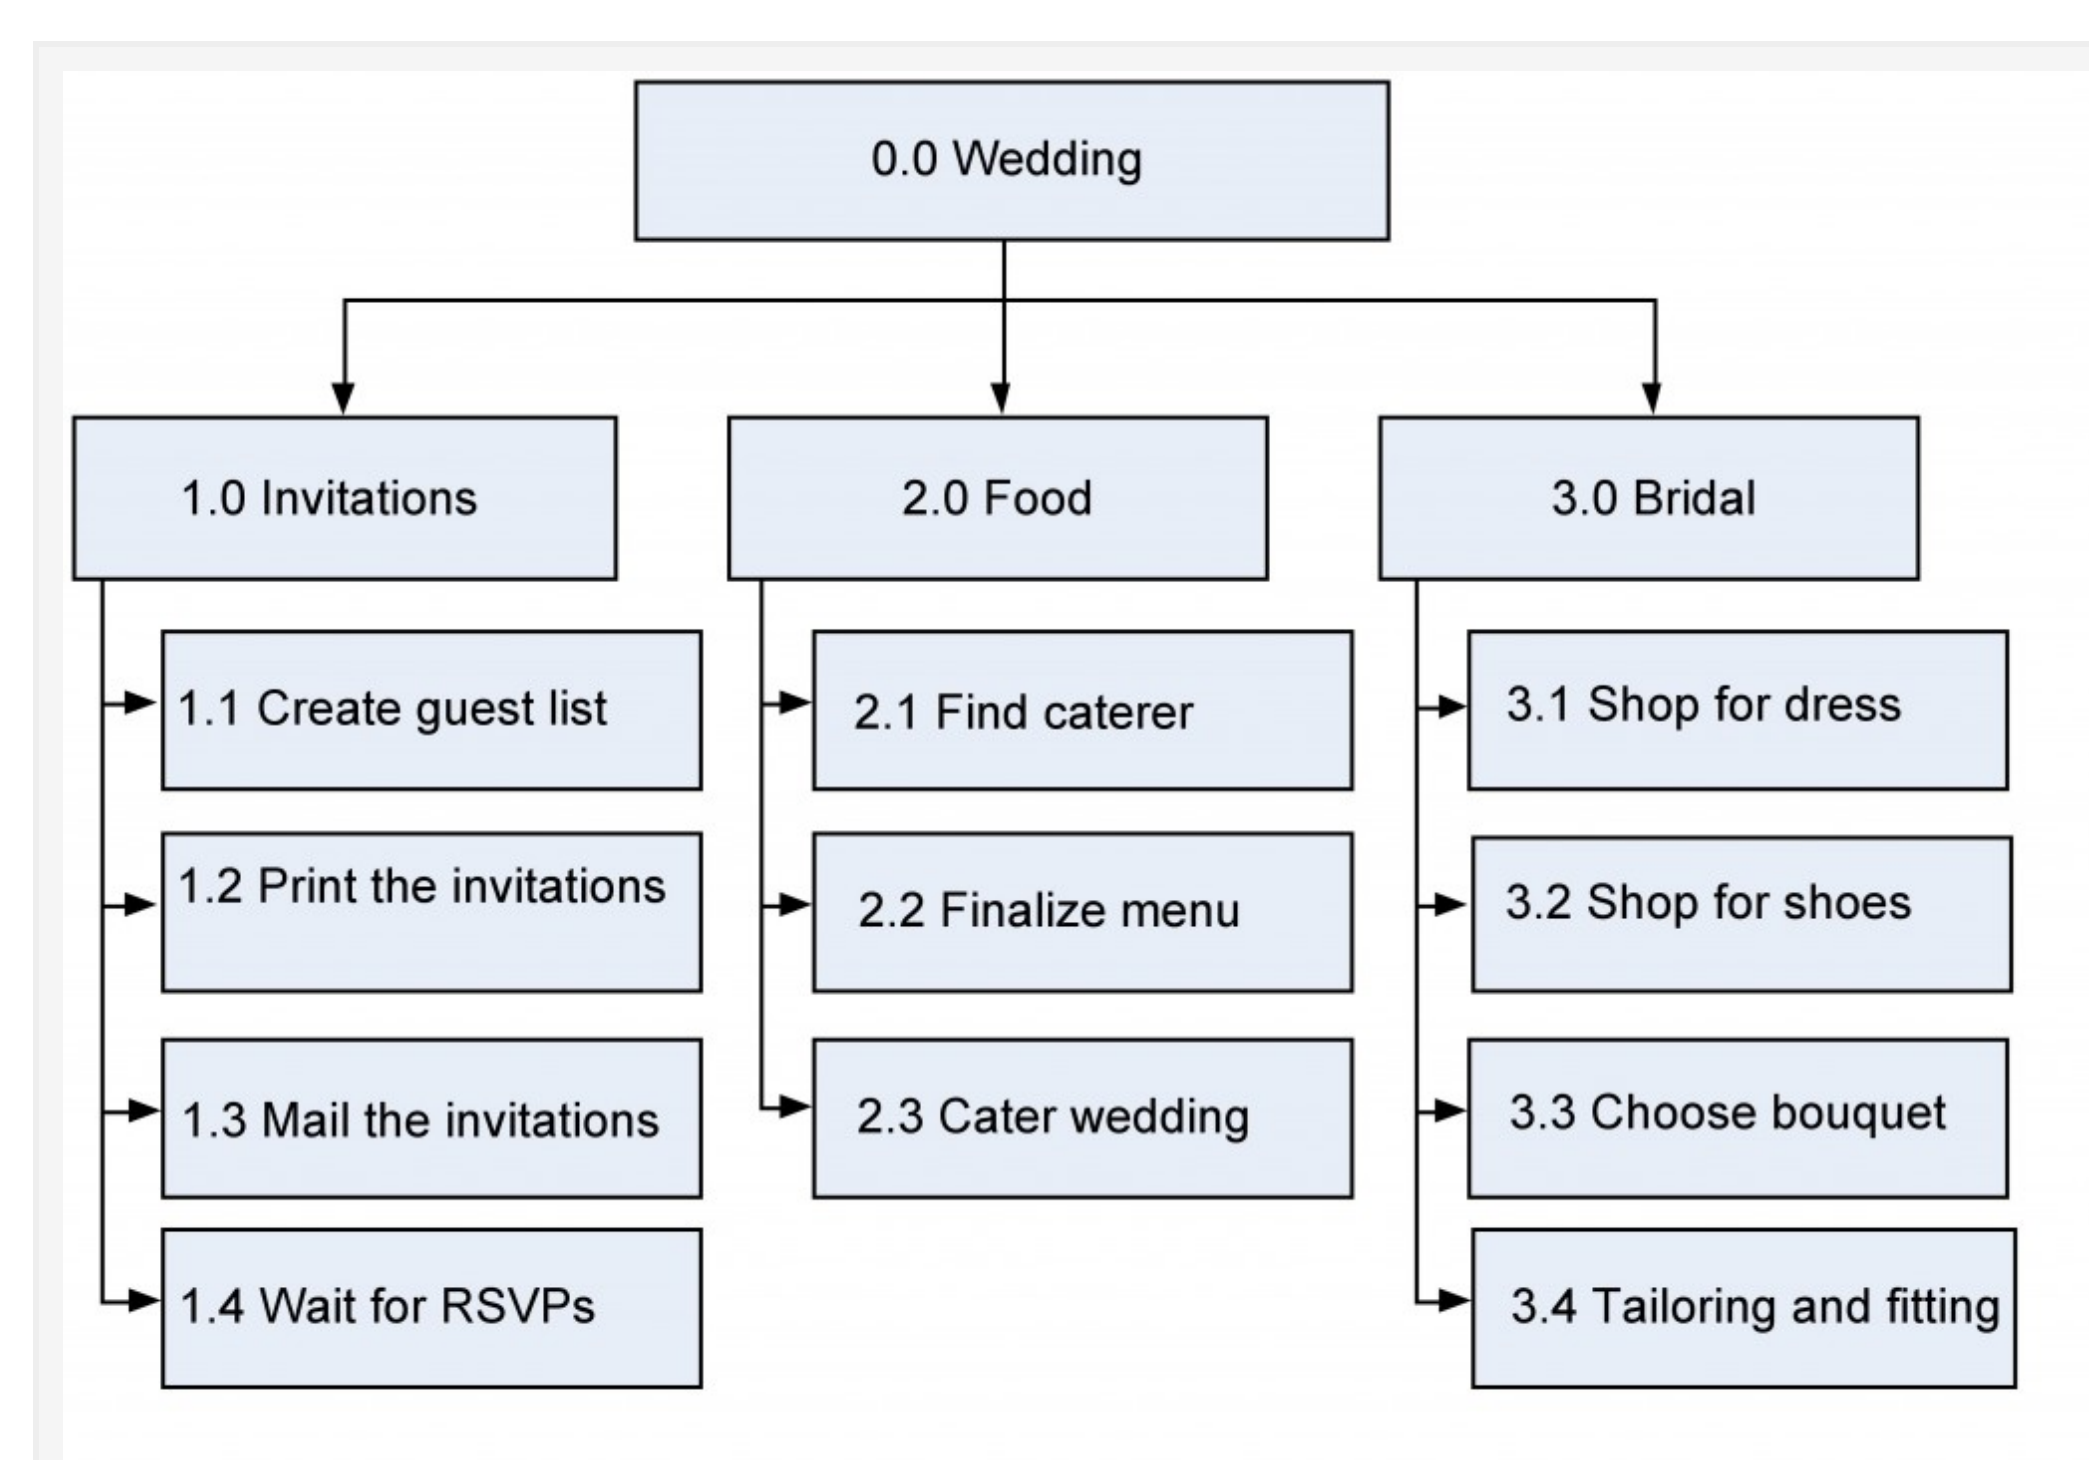 0.0 Wedding
1.0 Invitations
1.1 Create guest list
1.2 Print the invitations
1.3 Mail the invitations
1.4 Wait for RSVPs
2.0 Food
2.1 Find caterer
2.2 Finalize menu
2.3 Cater wedding
3.0 Bridal
3.1 Shop for dress
3.2 Shop for shoes
3.3 Choose bouquet
3.4 Tailoring and fitting